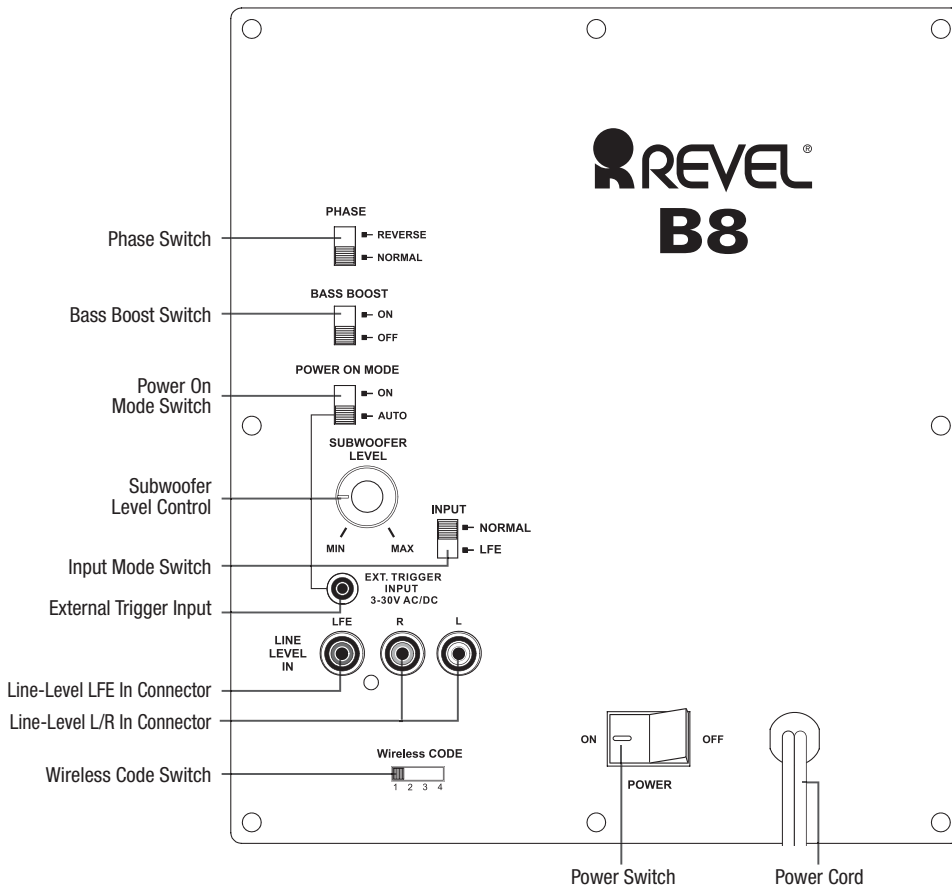 REVEL®
B8
PHASE
Phase Switch
REVERSE
NORMAL
BASS BOOST
Bass Boost Switch
ON
OFF
POWER ON MODE
Power On
Mode Switch
ON
AUTO
SUBWOOFER
LEVEL
Subwoofer
Level Control
MIN
MAX
INPUT
NORMAL
LFE
Input Mode Switch
EXT. TRIGGER
INPUT
3-30V AC/DC
External Trigger Input
LFE
R
L
LINE
LEVEL
IN
Line-Level LFE In Connector
Line-Level L/R In Connector
Wireless CODE
Wireless Code Switch
1 2 3 4
ON
OFF
POWER
Power Switch
Power Cord